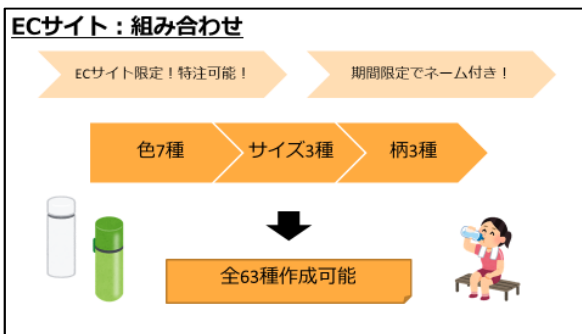 ECサイト：組み合わせ
ECサイト限定！特注可能！
期間限定でネーム付き！
色7種
サイズ3種
柄3種
全63種作成可能